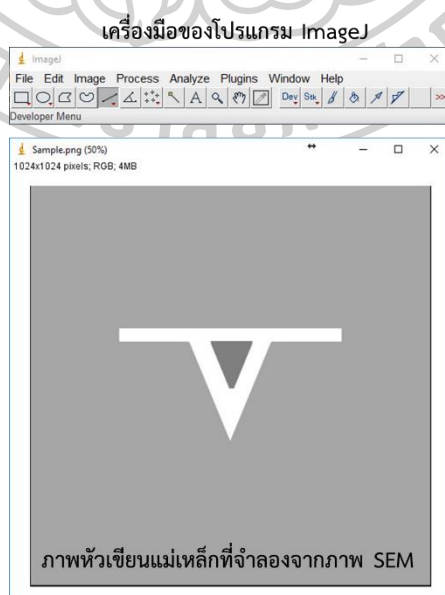 เครื่องมือของโปรแกรม ImageJ
ImageJ
File Edit Image Process Analyze Plugins Window Help
A Dev Stk >>
Developer Menu
Sample.png (50%)
1024x1024 pixels; RGB; 4MB
ภาพหัวเขียนแม่เหล็กที่จำลองจากภาพ SEM